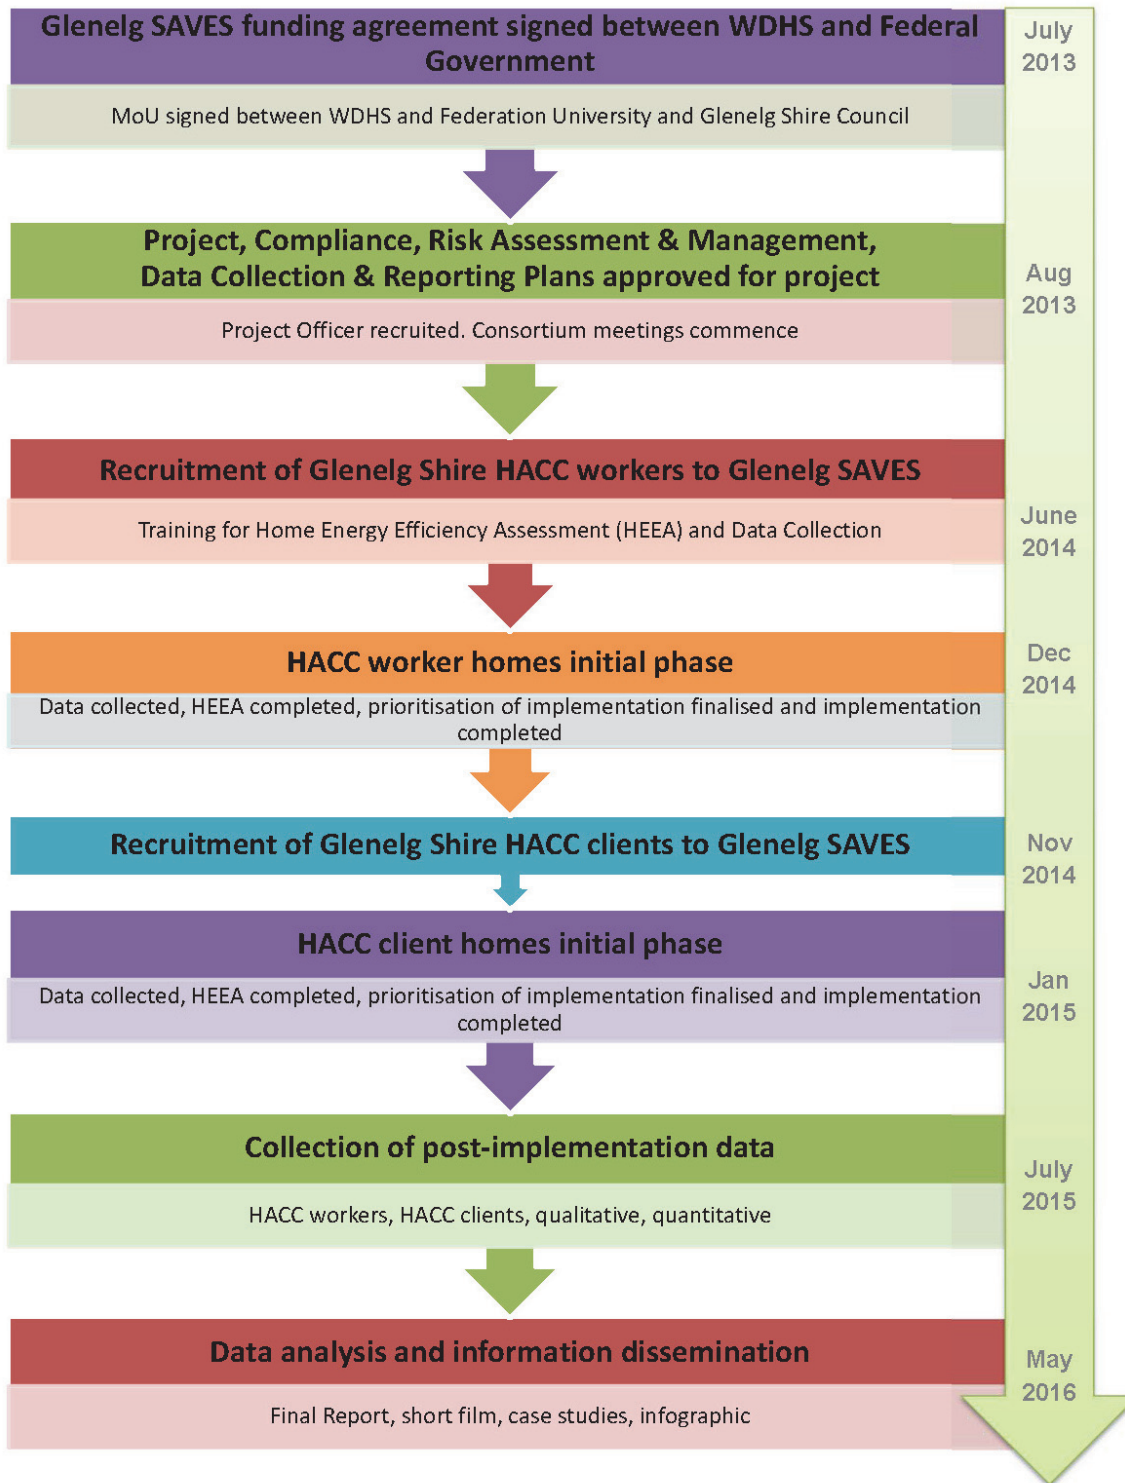 Glenelg SAVES funding agreement signed between WDHS and Federal
Government
July
2013
MoU signed between WDHS and Federation University and Glenelg Shire Council
Project, Compliance, Risk Assessment & Management,
Data Collection & Reporting Plans approved for project
Aug
2013
Project Officer recruited. Consortium meetings commence
Recruitment of Glenelg Shire HACC workers to Glenelg SAVES
Training for Home Energy Efficiency Assessment (HEEA) and Data Collection
June
2014
HACC worker homes initial phase
Dec
2014
Data collected, HEEA completed, prioritisation of implementation finalised and implementation
completed
Recruitment of Glenelg Shire HACC clients to Glenelg SAVES
Nov
2014
HACC client homes initial phase
Data collected, HEEA completed, prioritisation of implementation finalised and implementation
completed
Jan
2015
Collection of post-implementation data
HACC workers, HACC clients, qualitative, quantitative
July
2015
Data analysis and information dissemination
Final Report, short film, case studies, infographic
May
2016